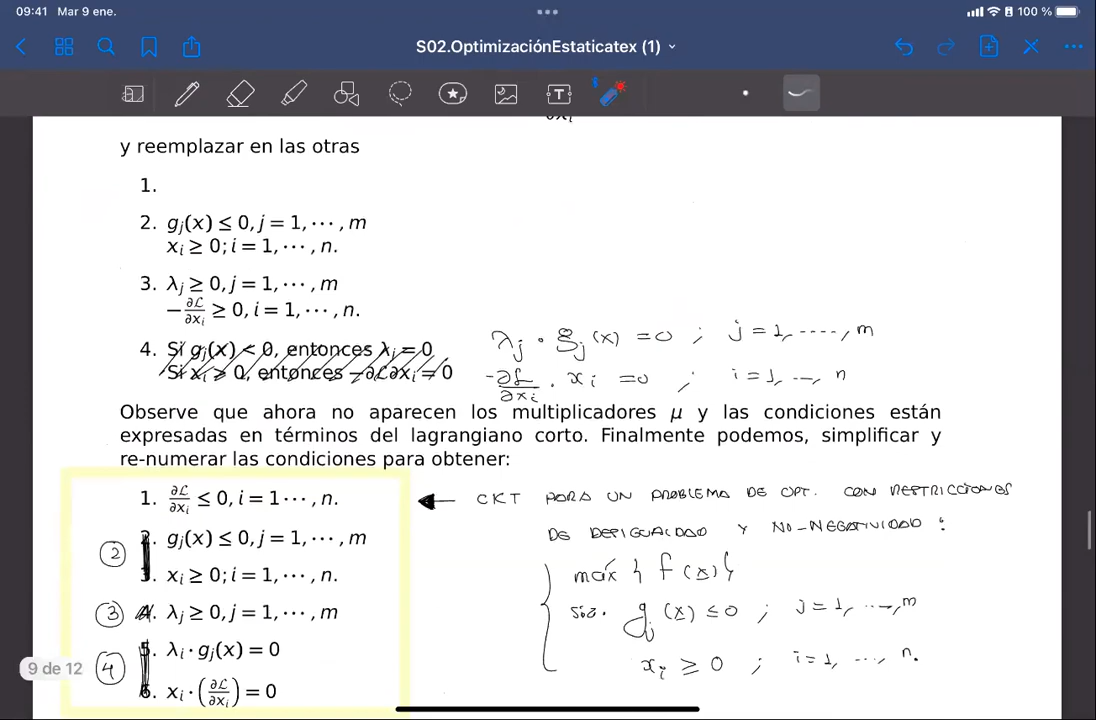 09:41 Mar 9 ene. 100 %
S02.OptimizaciónEstaticatex (1)
∂xᵢ
y reemplazar en las otras
1.
2. gⱼ(x) ≤ 0, j = 1, ⋯ , m
xᵢ ≥ 0; i = 1, ⋯ , n.
3. λⱼ ≥ 0, j = 1, ⋯ , m
−∂ℒ/∂xᵢ ≥ 0, i = 1, ⋯ , n.
4. Si gⱼ(x) < 0, entonces λⱼ = 0
Si xᵢ > 0, entonces −∂ℒ∂xᵢ = 0
λⱼ · gⱼ(x) = 0 ; j = 1, ....., m
-∂ℒ/∂xᵢ · xᵢ = 0 ; i = 1, ..., n
Observe que ahora no aparecen los multiplicadores μ y las condiciones están
expresadas en términos del lagrangiano corto. Finalmente podemos, simplificar y
re-numerar las condiciones para obtener:
1. ∂ℒ/∂xᵢ ≤ 0, i = 1 ⋯ , n.
2. gⱼ(x) ≤ 0, j = 1, ⋯ , m
2
3. xᵢ ≥ 0; i = 1, ⋯ , n.
3 4. λⱼ ≥ 0, j = 1, ⋯ , m
5. λᵢ · gⱼ(x) = 0
4
6. xᵢ · (∂ℒ/∂xᵢ) = 0
CKT PARA UN PROBLEMA DE OPT. CON RESTRICCIONES
DE DESIGUALDAD Y NO-NEGATIVIDAD :
máx { f(x) }
s.a. gⱼ(x) ≤ 0 ; j = 1, ..., m
xᵢ ≥ 0 ; i = 1, ..., n.
9 de 12